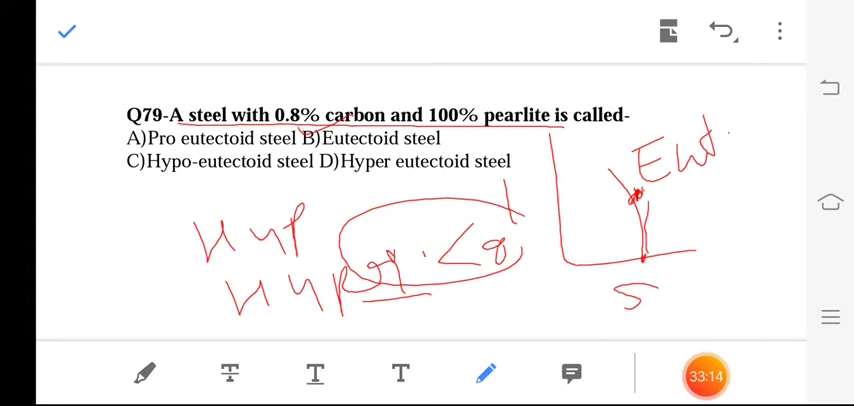 Q79-A steel with 0.8% carbon and 100% pearlite is called-
A)Pro eutectoid steel B)Eutectoid steel
C)Hypo-eutectoid steel D)Hyper eutectoid steel
Eut
Hyp
T T T
33:14